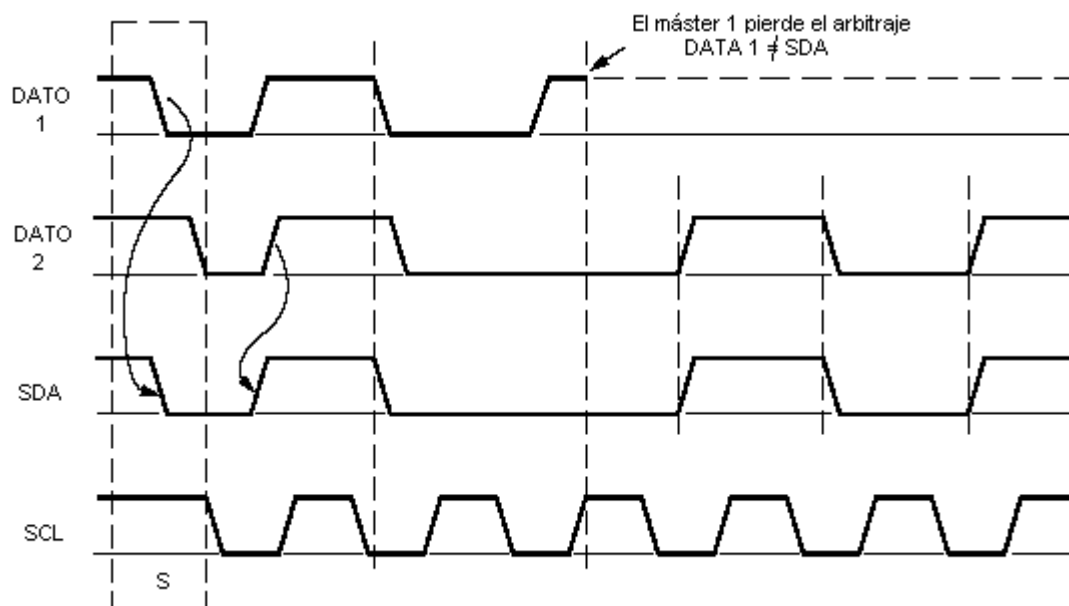 El máster 1 pierde el arbitraje
DATA 1 ≠ SDA
DATO
1
DATO
2
SDA
SCL
S